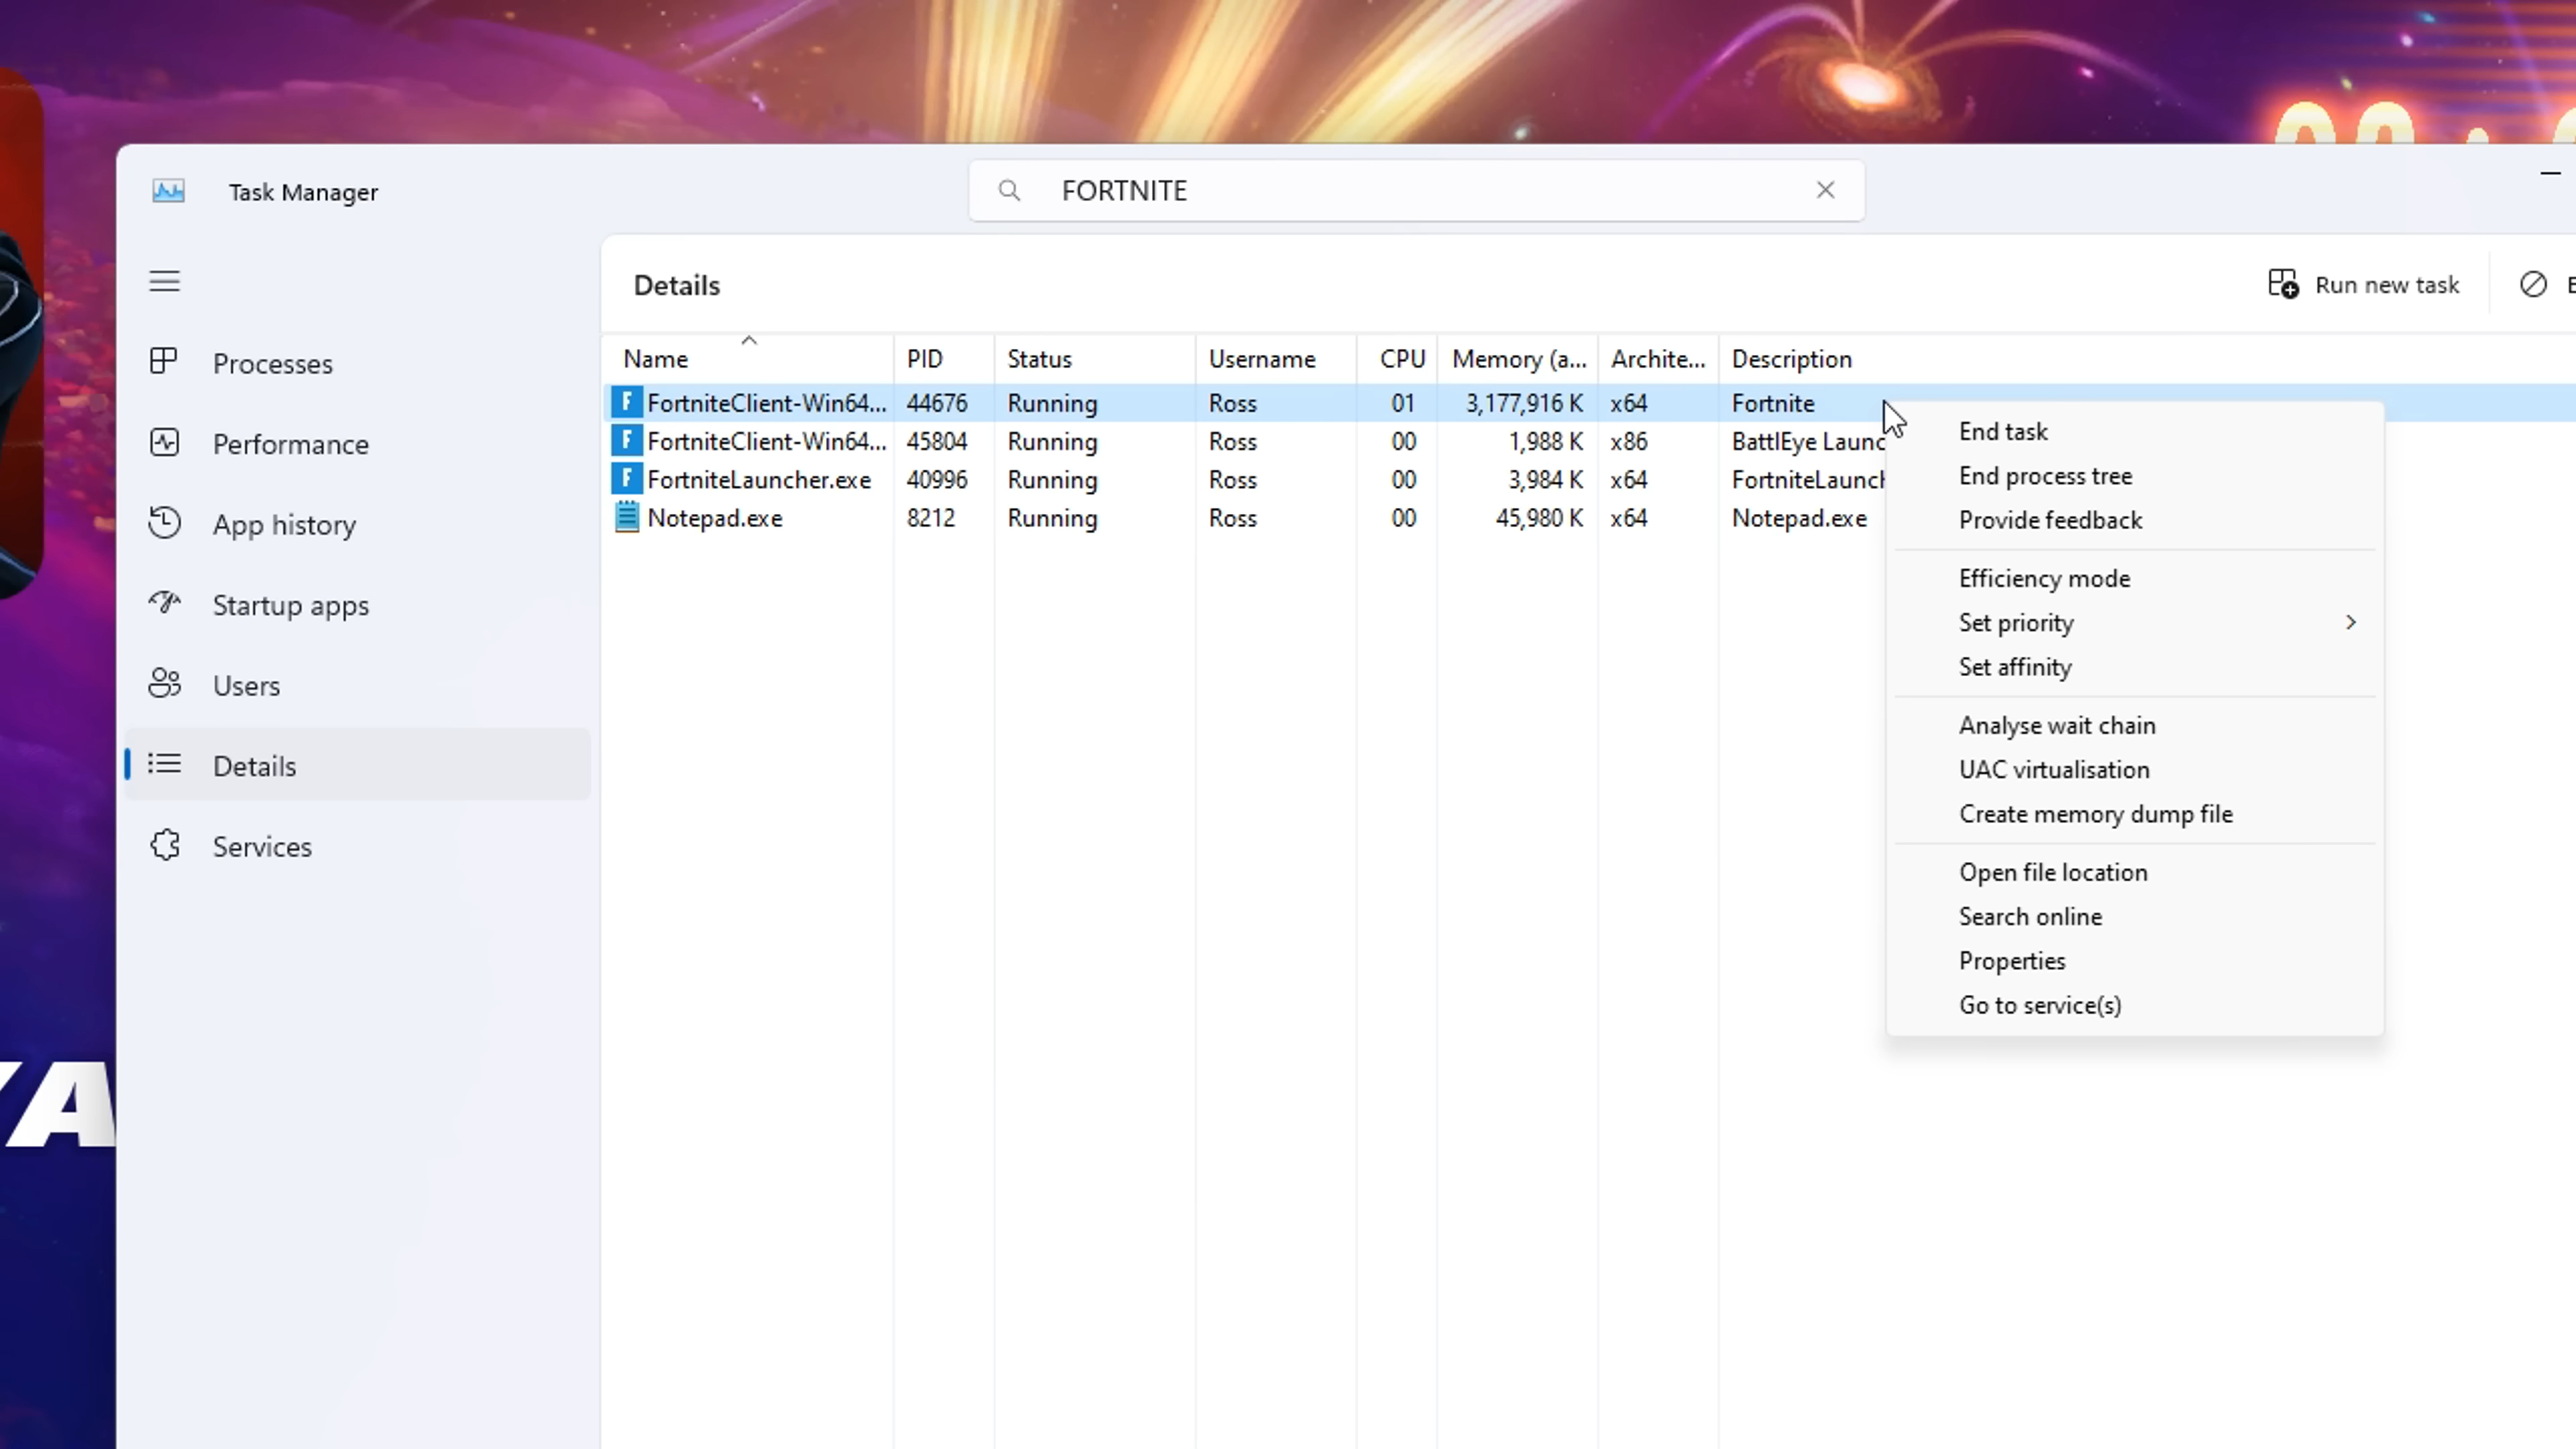 Task Manager
FORTNITE
Details
Run new task
Processes
Performance
App history
Startup apps
Users
Details
Services
Name PID Status Username CPU Memory (a... Archite... Description
FortniteClient-Win64... 44676 Running Ross 01 3,177,916 K x64 Fortnite
FortniteClient-Win64... 45804 Running Ross 00 1,988 K x86 BattlEye Launc
FortniteLauncher.exe 40996 Running Ross 00 3,984 K x64 FortniteLaunch
Notepad.exe 8212 Running Ross 00 45,980 K x64 Notepad.exe
End task
End process tree
Provide feedback
Efficiency mode
Set priority
Set affinity
Analyse wait chain
UAC virtualisation
Create memory dump file
Open file location
Search online
Properties
Go to service(s)
YA